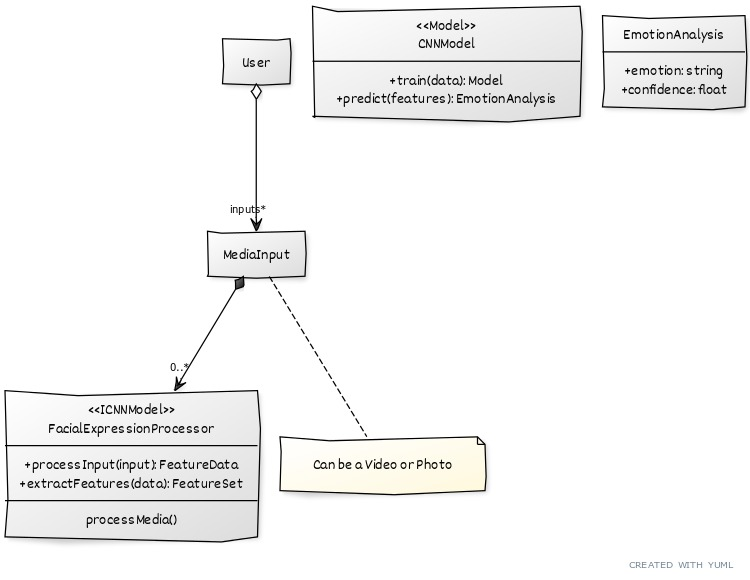 <<Model>>
CNNModel
+train(data): Model
+predict(features): EmotionAnalysis
EmotionAnalysis
+emotion: string
+confidence: float
User
inputs*
MediaInput
0..*
<<ICNNModel>>
FacialExpressionProcessor
+processInput(input): FeatureData
+extractFeatures(data): FeatureSet
processMedia()
Can be a Video or Photo
CREATED WITH YUML